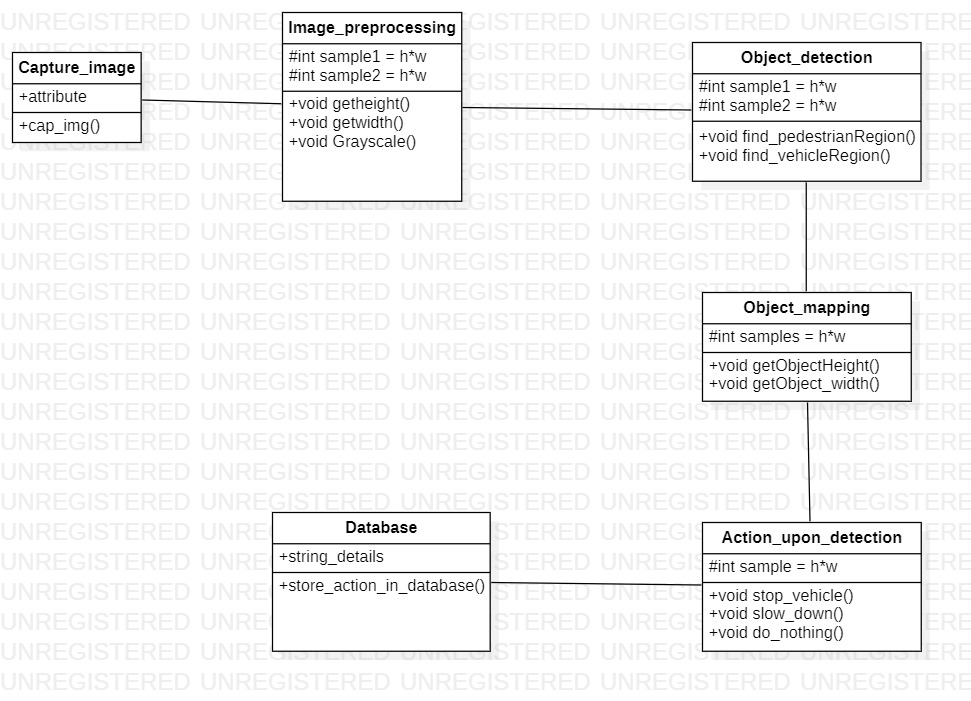 Capture_image
+attribute
+cap_img()
Image_preprocessing
#int sample1 = h*w
#int sample2 = h*w
+void getheight()
+void getwidth()
+void Grayscale()
Object_detection
#int sample1 = h*w
#int sample2 = h*w
+void find_pedestrianRegion()
+void find_vehicleRegion()
Object_mapping
#int samples = h*w
+void getObjectHeight()
+void getObject_width()
Action_upon_detection
#int sample = h*w
+void stop_vehicle()
+void slow_down()
+void do_nothing()
Database
+string_details
+store_action_in_database()
UNREGISTERED